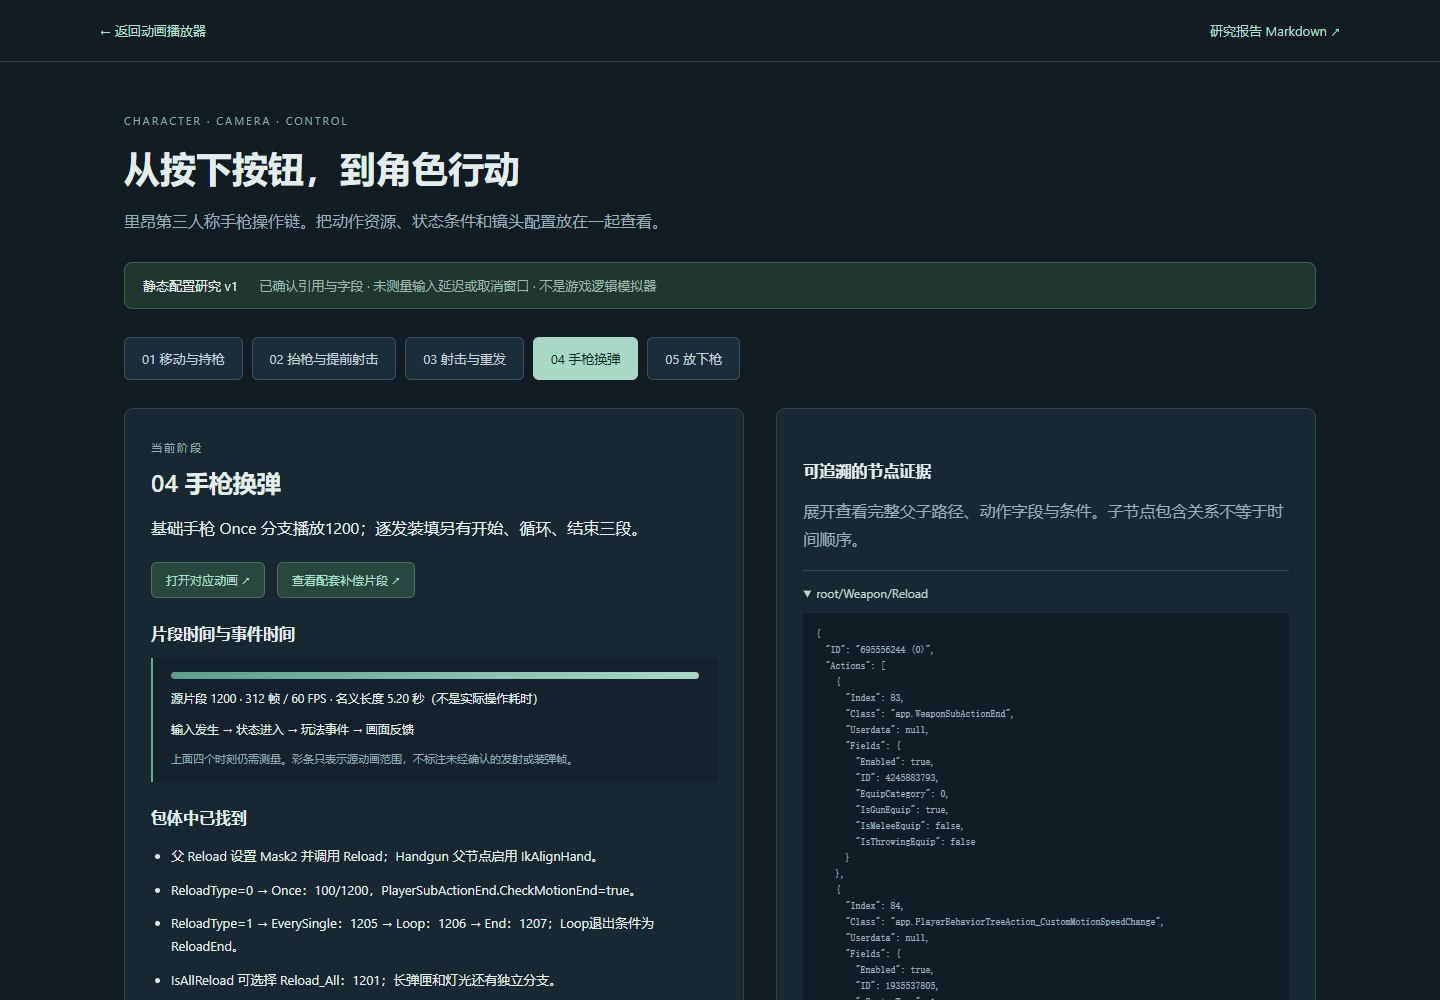 ← 返回动画播放器
研究报告 Markdown ↗
CHARACTER · CAMERA · CONTROL
从按下按钮，到角色行动
里昂第三人称手枪操作链。把动作资源、状态条件和镜头配置放在一起查看。
静态配置研究 v1 已确认引用与字段 · 未测量输入延迟或取消窗口 · 不是游戏逻辑模拟器
01 移动与持枪
02 抬枪与提前射击
03 射击与重发
04 手枪换弹
05 放下枪
当前阶段
04 手枪换弹
基础手枪 Once 分支播放1200；逐发装填另有开始、循环、结束三段。
打开对应动画 ↗
查看配套补偿片段 ↗
片段时间与事件时间
源片段 1200 · 312 帧 / 60 FPS · 名义长度 5.20 秒（不是实际操作耗时）
输入发生 → 状态进入 → 玩法事件 → 画面反馈
上面四个时刻仍需测量。彩条只表示源动画范围，不标注未经确认的发射或装弹帧。
包体中已找到
• 父 Reload 设置 Mask2 并调用 Reload；Handgun 父节点启用 IkAlignHand。
• ReloadType=0 → Once：100/1200，PlayerSubActionEnd.CheckMotionEnd=true。
• ReloadType=1 → EverySingle：1205 → Loop：1206 → End：1207；Loop退出条件为
ReloadEnd。
• IsAllReload 可选择 Reload_All：1201；长弹匣和灯光还有独立分支。
可追溯的节点证据
展开查看完整父子路径、动作字段与条件。子节点包含关系不等于时
间顺序。
▼ root/Weapon/Reload
{
"ID": "695556244 (0)",
"Actions": [
{
"Index": 83,
"Class": "app.WeaponSubActionEnd",
"Userdata": null,
"Fields": {
"Enabled": true,
"ID": 4245883793,
"EquipCategory": 0,
"IsGunEquip": true,
"IsMeleeEquip": false,
"IsThrowingEquip": false
}
},
{
"Index": 84,
"Class": "app.PlayerBehaviorTreeAction_CustomMotionSpeedChange",
"Userdata": null,
"Fields": {
"Enabled": true,
"ID": 1935537805,